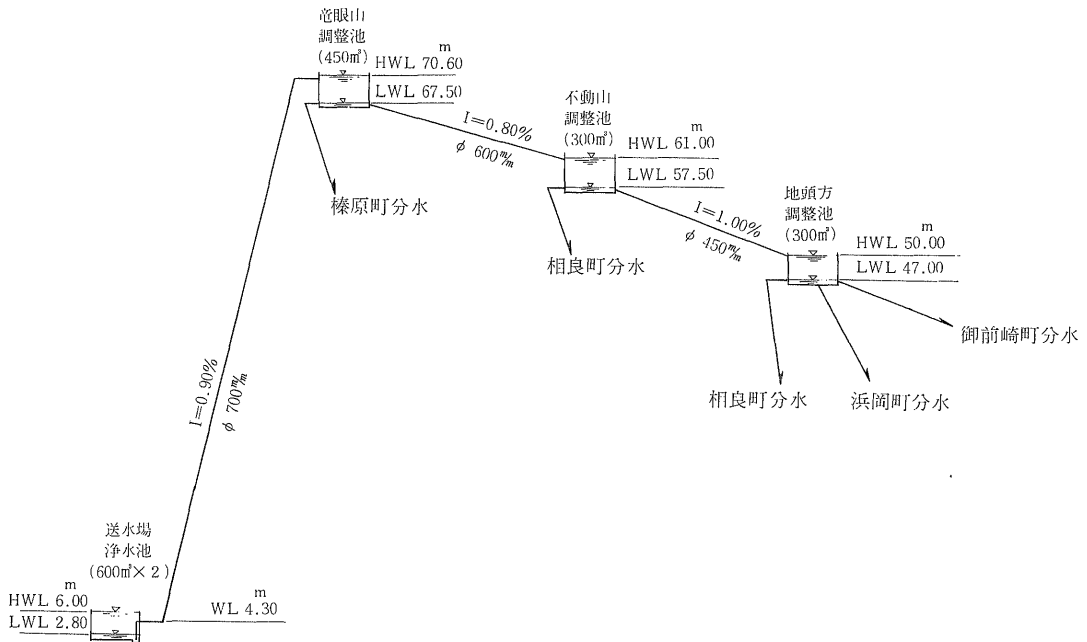 竜眼山
調整池
(450㎥)
m
HWL 70.60
LWL 67.50
I=0.80%
φ 600㎜
榛原町分水
不動山
調整池
(300㎥)
m
HWL 61.00
LWL 57.50
I=1.00%
φ 450㎜
相良町分水
地頭方
調整池
(300㎥)
m
HWL 50.00
LWL 47.00
御前崎町分水
相良町分水
浜岡町分水
I=0.90%
φ 700㎜
送水場
浄水池
(600㎥×2)
m
HWL 6.00
LWL 2.80
m
WL 4.30